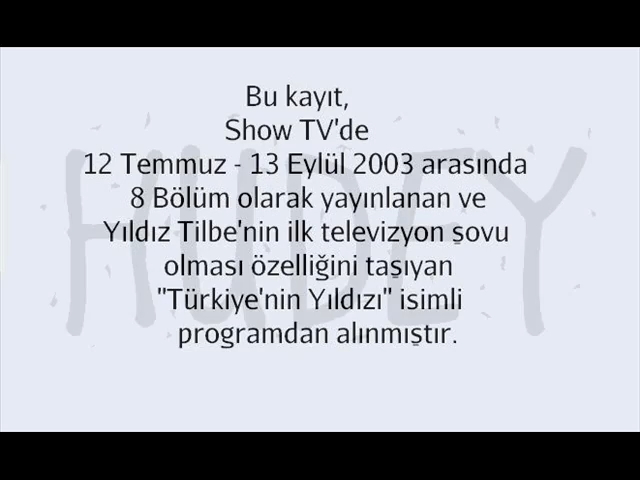 Bu kayıt,
Show TV'de
12 Temmuz - 13 Eylül 2003 arasında
8 Bölüm olarak yayınlanan ve
Yıldız Tilbe'nin ilk televizyon şovu
olması özelliğini taşıyan
"Türkiye'nin Yıldızı" isimli
programdan alınmıştır.
HUDEY